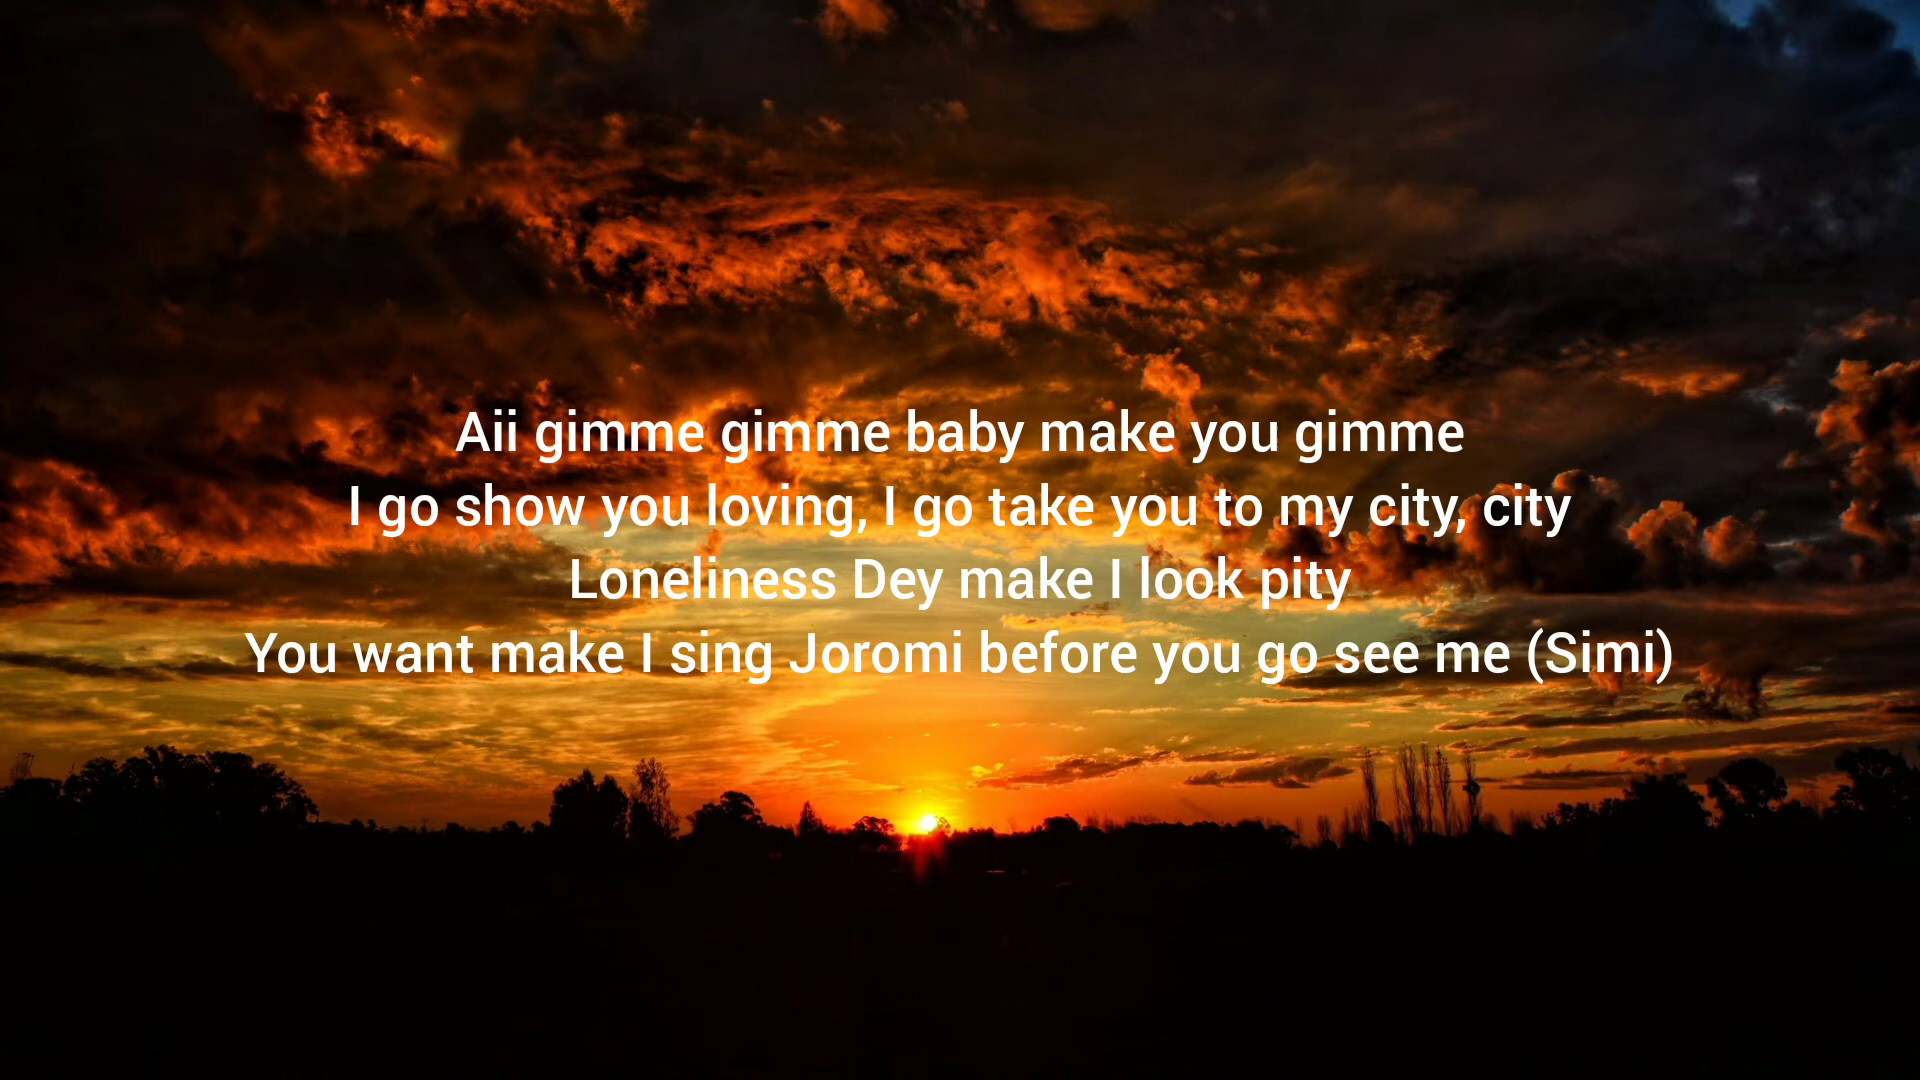 Aii gimme gimme baby make you gimme
I go show you loving, I go take you to my city, city
Loneliness Dey make I look pity
You want make I sing Joromi before you go see me (Simi)